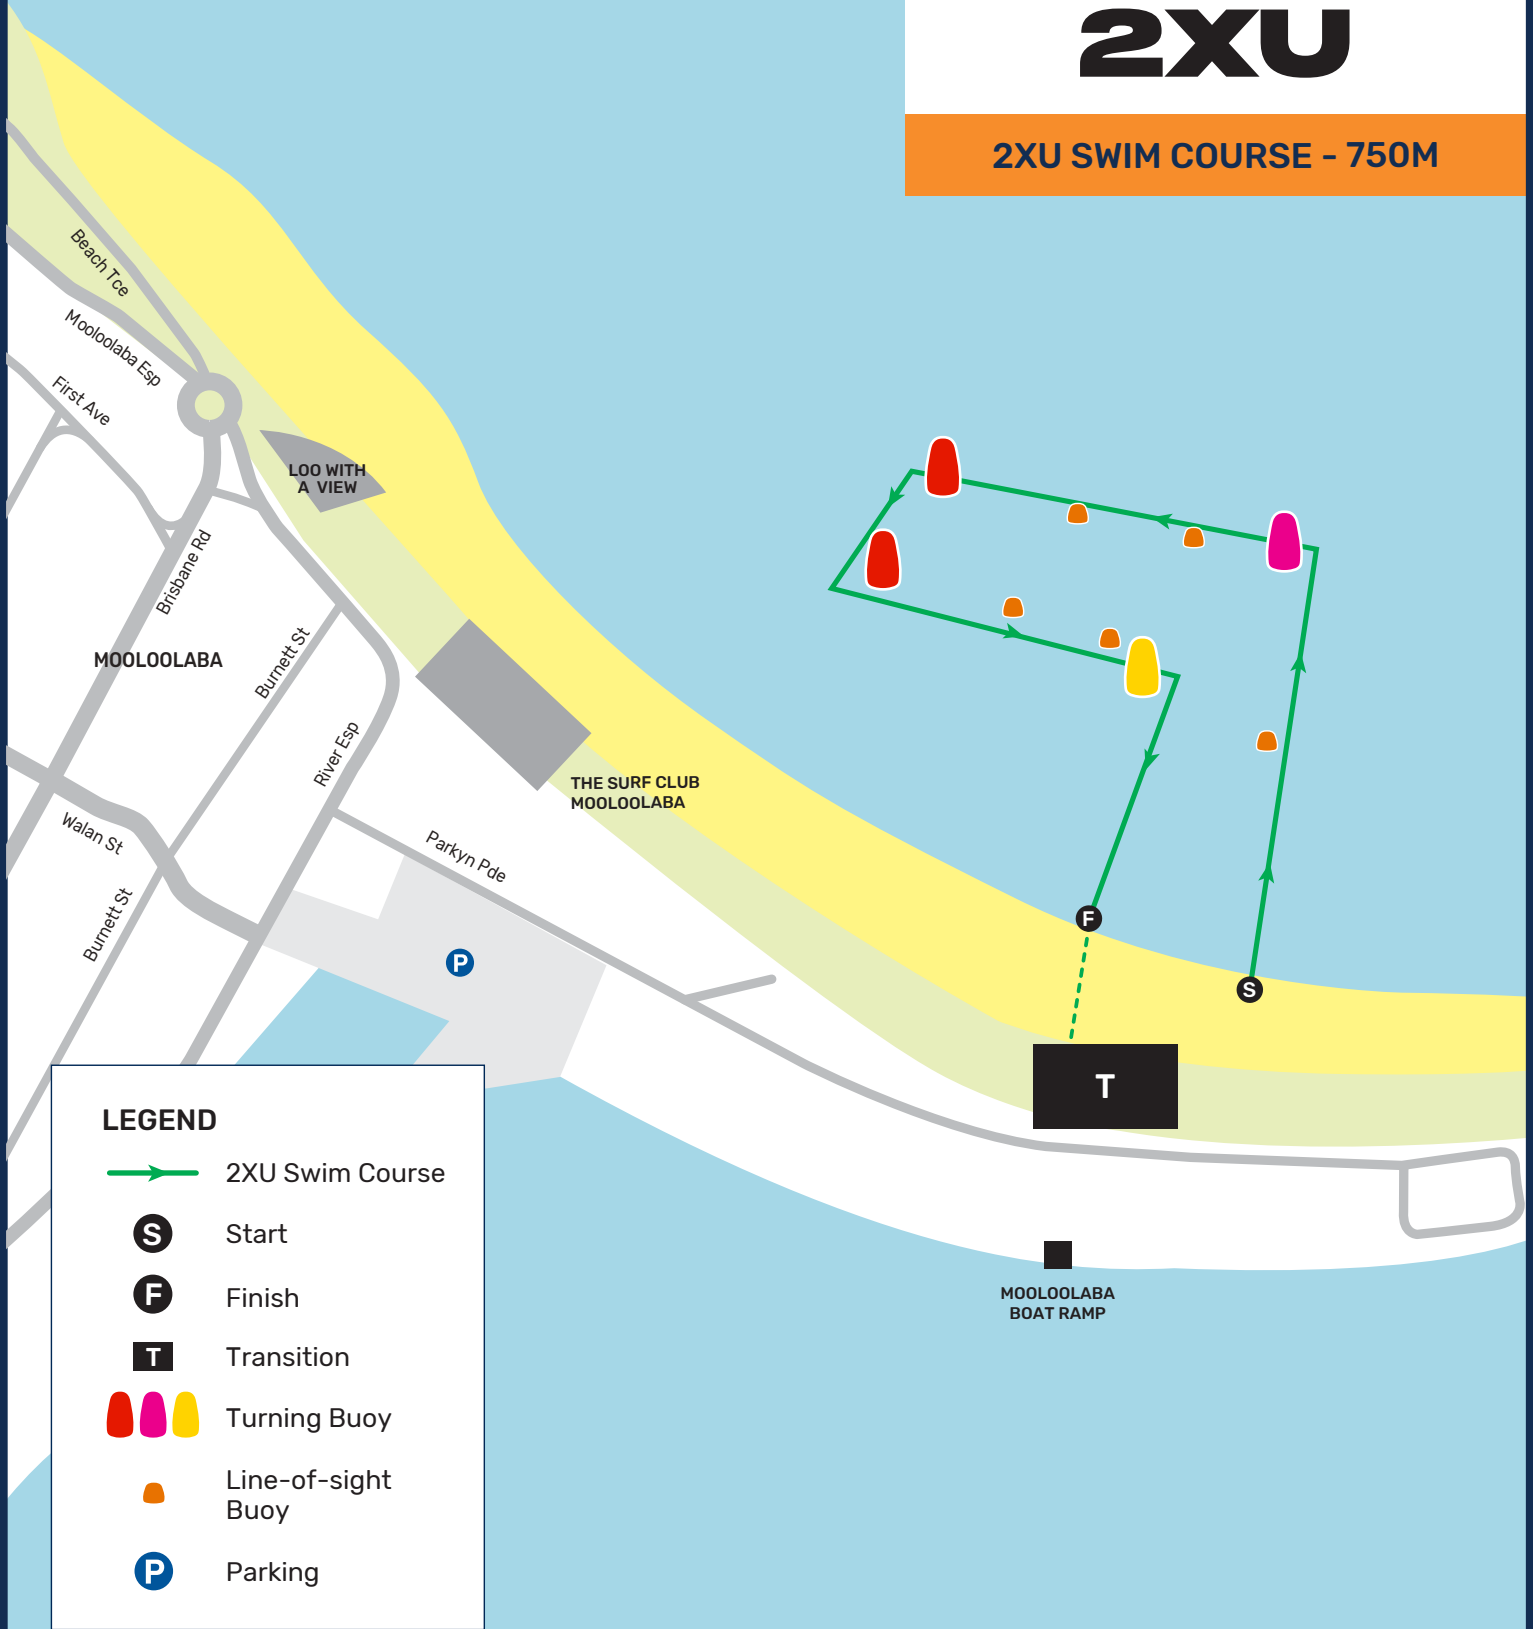 2XU
2XU SWIM COURSE - 750M
Beach Tce
Mooloolaba Esp
First Ave
LOO WITH
A VIEW
Brisbane Rd
MOOLOOLABA
Burnett St
River Esp
THE SURF CLUB
MOOLOOLABA
Walan St
Parkyn Pde
Burnett St
P
F
S
T
MOOLOOLABA
BOAT RAMP
LEGEND
2XU Swim Course
S Start
F Finish
T Transition
Turning Buoy
Line-of-sight
Buoy
P Parking